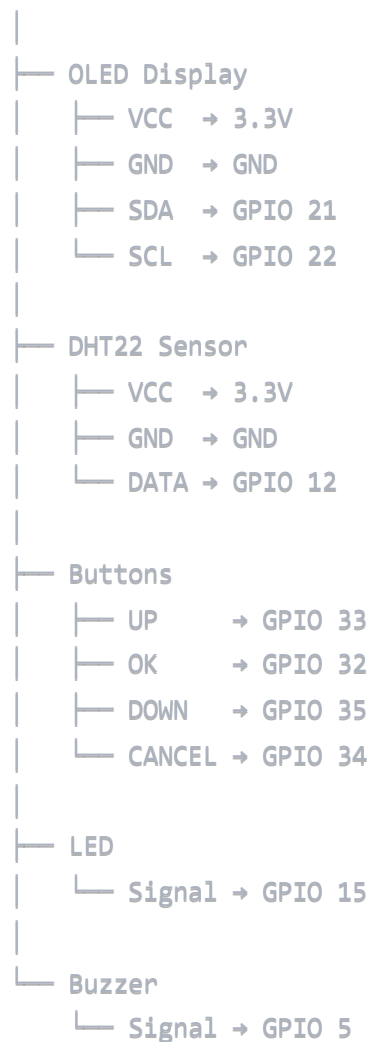 │
├── OLED Display
│   ├── VCC  → 3.3V
│   ├── GND  → GND
│   ├── SDA  → GPIO 21
│   └── SCL  → GPIO 22
│
├── DHT22 Sensor
│   ├── VCC  → 3.3V
│   ├── GND  → GND
│   └── DATA → GPIO 12
│
├── Buttons
│   ├── UP     → GPIO 33
│   ├── OK     → GPIO 32
│   ├── DOWN   → GPIO 35
│   └── CANCEL → GPIO 34
│
├── LED
│   └── Signal → GPIO 15
│
└── Buzzer
    └── Signal → GPIO 5